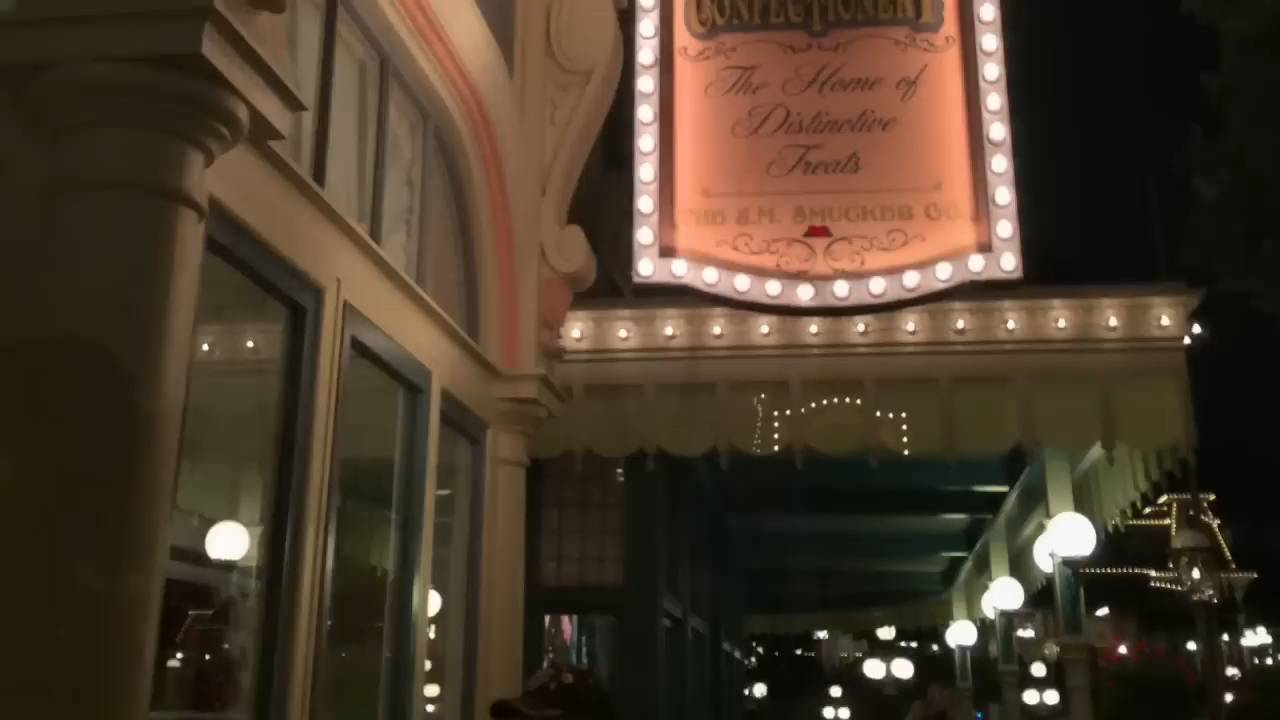 CONFECTIONERY
The Home of
Distinctive
Treats
THE J.M. SMUCKER CO.